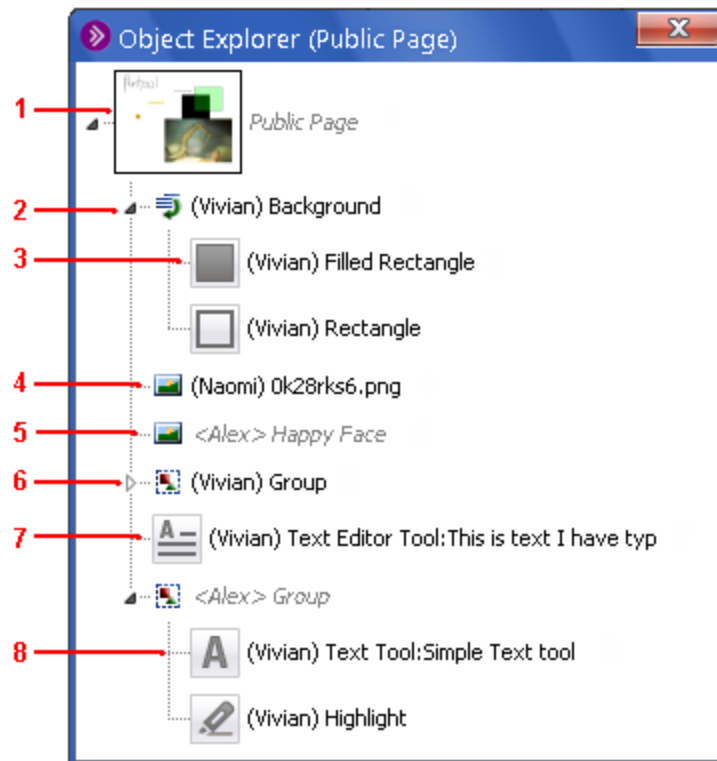 Object Explorer (Public Page)
1
Public Page
2
(Vivian) Background
3
(Vivian) Filled Rectangle
(Vivian) Rectangle
4
(Naomi) 0k28rks6.png
5
<Alex> Happy Face
6
(Vivian) Group
7
(Vivian) Text Editor Tool:This is text I have typ
<Alex> Group
8
(Vivian) Text Tool:Simple Text tool
(Vivian) Highlight